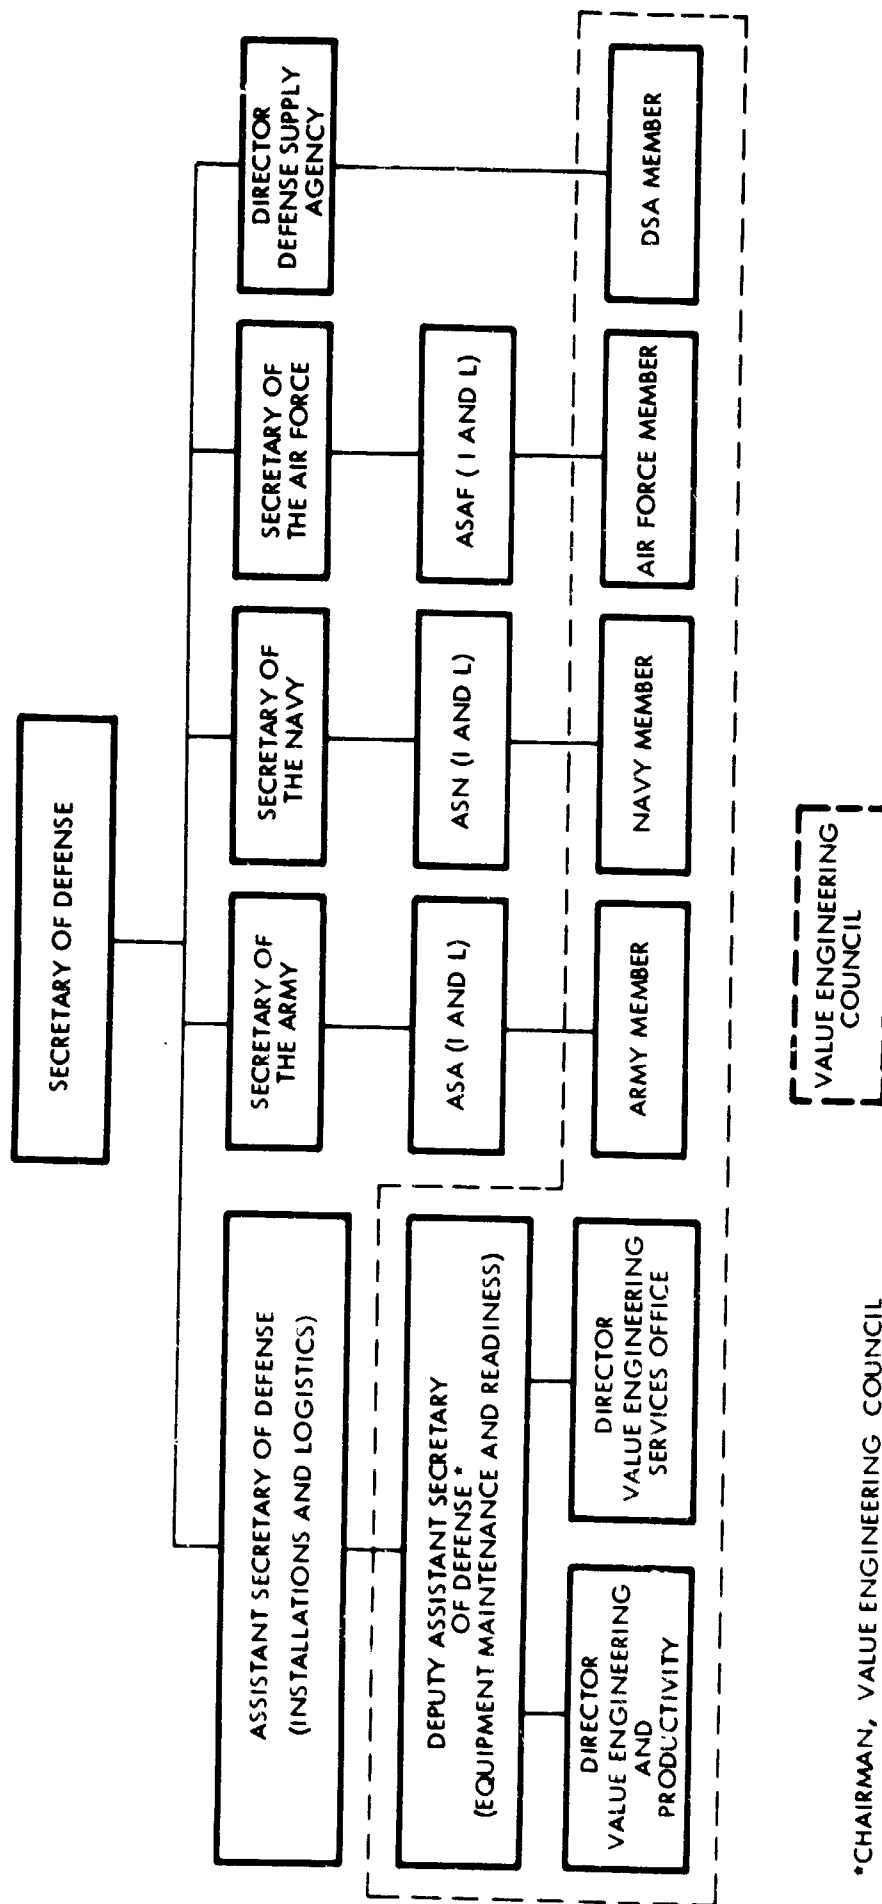 SECRETARY OF DEFENSE
ASSISTANT SECRETARY OF DEFENSE
(INSTALLATIONS AND LOGISTICS)
SECRETARY OF
THE ARMY
SECRETARY OF
THE NAVY
SECRETARY OF
THE AIR FORCE
DIRECTOR
DEFENSE SUPPLY
AGENCY
DEPUTY ASSISTANT SECRETARY
OF DEFENSE *
(EQUIPMENT MAINTENANCE AND READINESS)
ASA (I AND L)
ASN (I AND L)
ASAF ( I AND L)
DIRECTOR
VALUE ENGINEERING
AND
PRODUCTIVITY
DIRECTOR
VALUE ENGINEERING
SERVICES OFFICE
ARMY MEMBER
NAVY MEMBER
AIR FORCE MEMBER
DSA MEMBER
VALUE ENGINEERING
COUNCIL
*CHAIRMAN, VALUE ENGINEERING COUNCIL